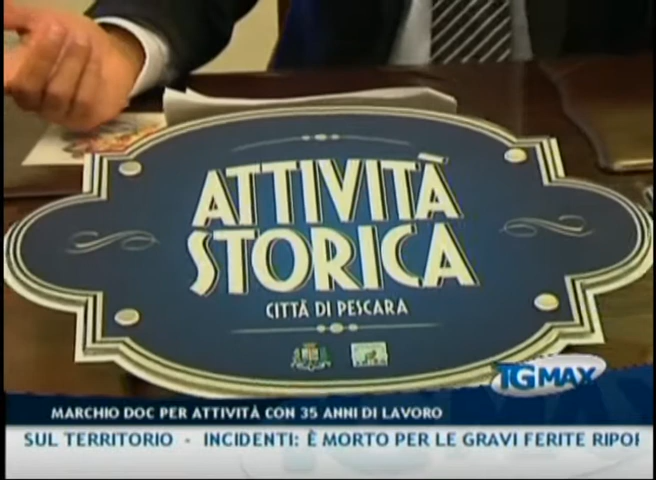 ATTIVITÀ
STORICA
CITTÀ DI PESCARA
TGMAX
MARCHIO DOC PER ATTIVITÀ CON 35 ANNI DI LAVORO
SUL TERRITORIO - INCIDENTI: È MORTO PER LE GRAVI FERITE RIPOR